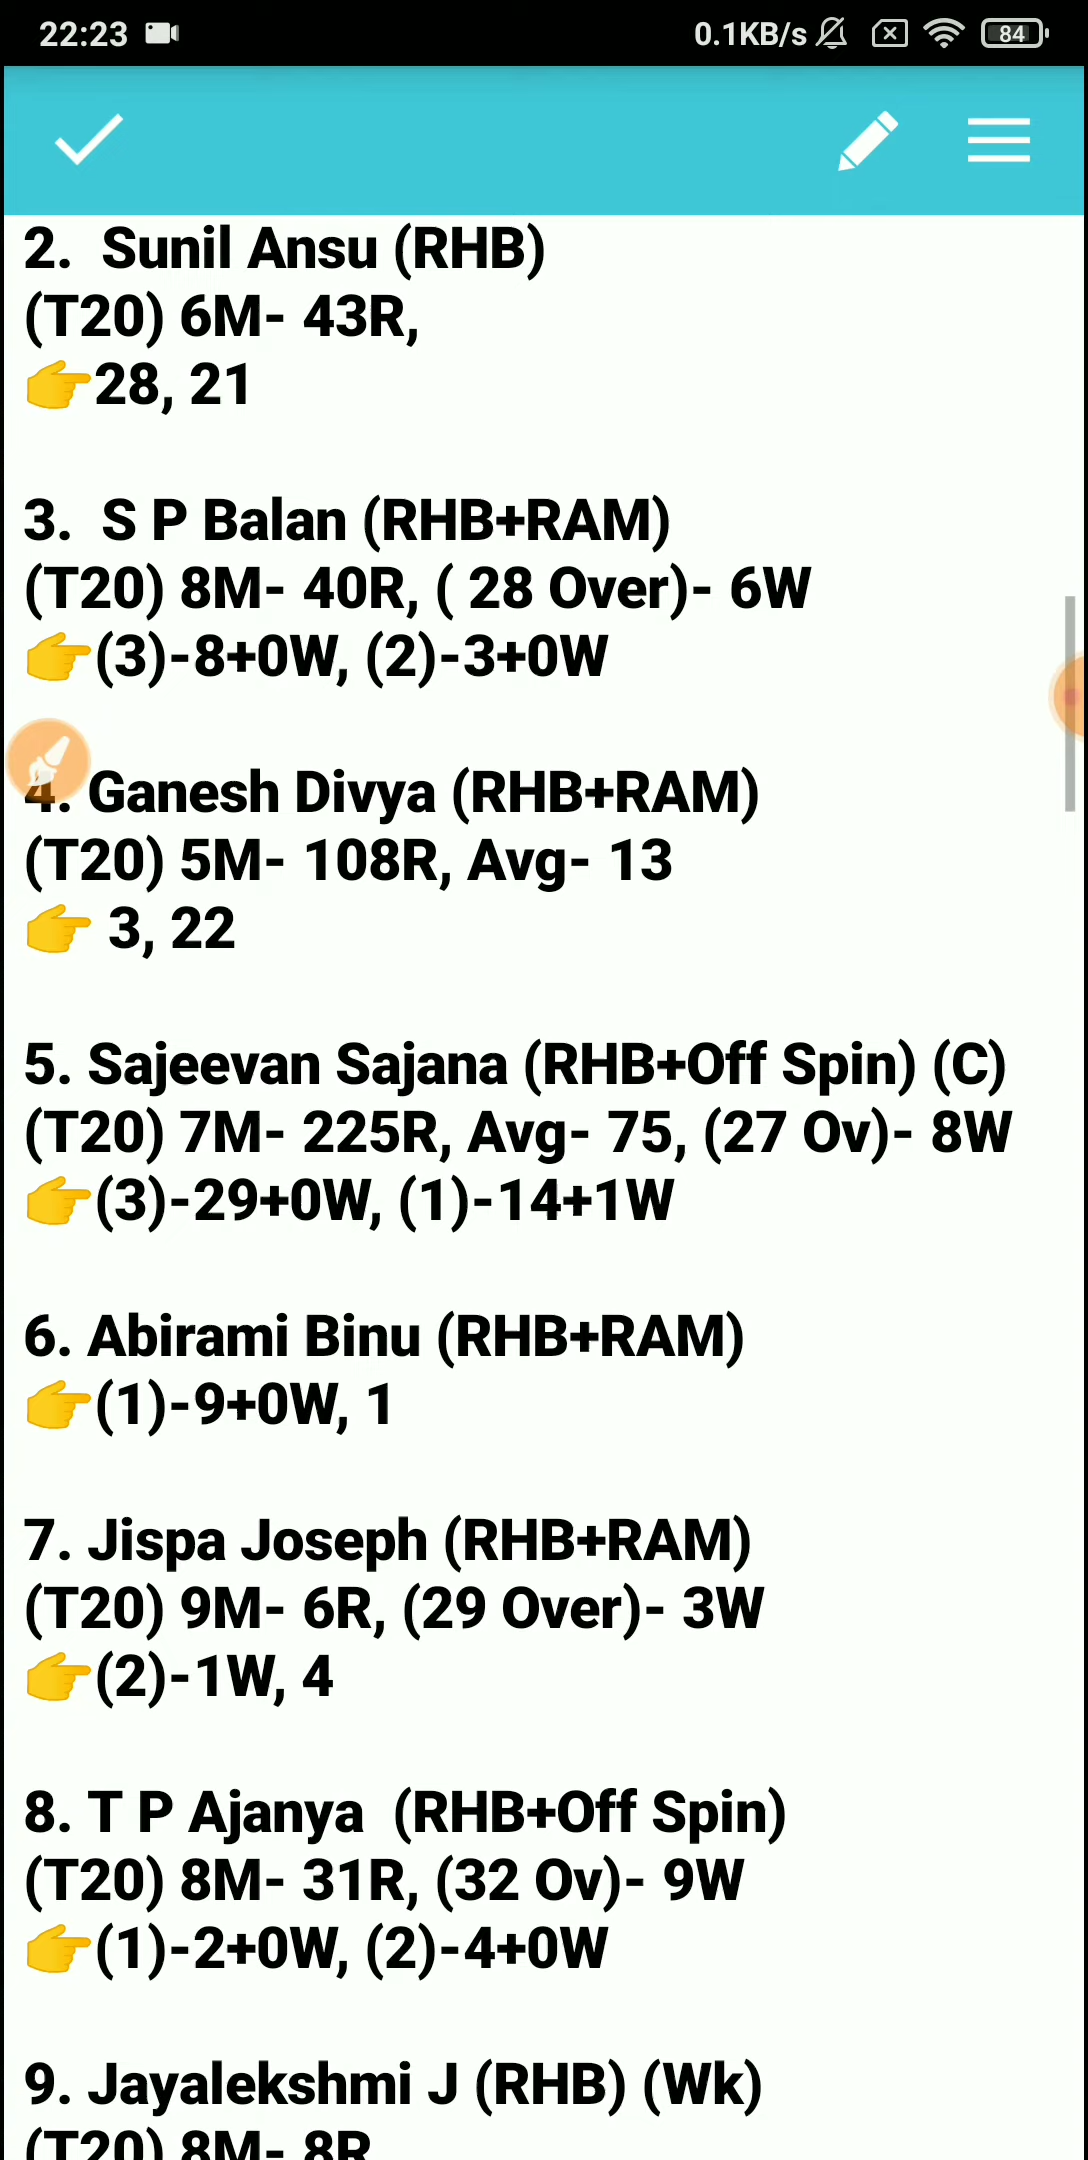 22:23
0.1KB/s
84
2. Sunil Ansu (RHB)
(T20) 6M- 43R,
👉28, 21
3. S P Balan (RHB+RAM)
(T20) 8M- 40R, ( 28 Over)- 6W
👉(3)-8+0W, (2)-3+0W
4. Ganesh Divya (RHB+RAM)
(T20) 5M- 108R, Avg- 13
👉 3, 22
5. Sajeevan Sajana (RHB+Off Spin) (C)
(T20) 7M- 225R, Avg- 75, (27 Ov)- 8W
👉(3)-29+0W, (1)-14+1W
6. Abirami Binu (RHB+RAM)
👉(1)-9+0W, 1
7. Jispa Joseph (RHB+RAM)
(T20) 9M- 6R, (29 Over)- 3W
👉(2)-1W, 4
8. T P Ajanya (RHB+Off Spin)
(T20) 8M- 31R, (32 Ov)- 9W
👉(1)-2+0W, (2)-4+0W
9. Jayalekshmi J (RHB) (Wk)
(T20) 8M- 8R